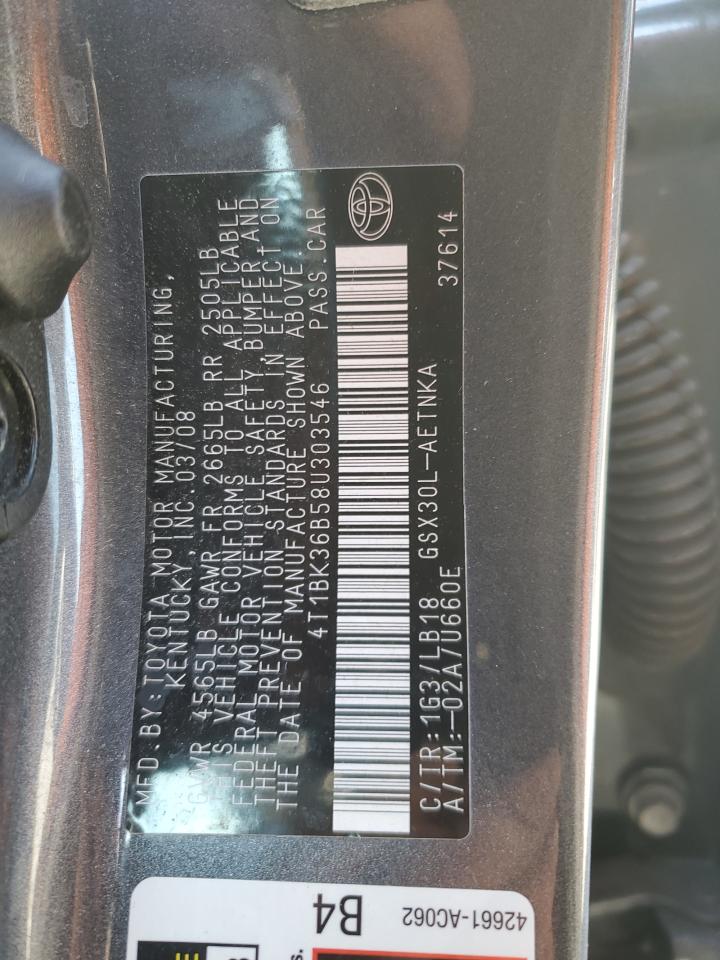 MFD.BY:TOYOTA MOTOR MANUFACTURING,
KENTUCKY, INC.03/08
GVWR 4565LB GAWR FR 2665LB RR 2505LB
THIS VEHICLE CONFORMS TO ALL APPLICABLE
FEDERAL MOTOR VEHICLE SAFETY, BUMPER,AND
THEFT PREVENTION STANDARDS IN EFFECT ON
THE DATE OF MANUFACTURE SHOWN ABOVE.
4T1BK36B58U303546 PASS.CAR
C/TR:1G3/LB18 GSX30L-AETNKA 37614
A/TM:-02A/U660E
42661-AC062
B4
s.